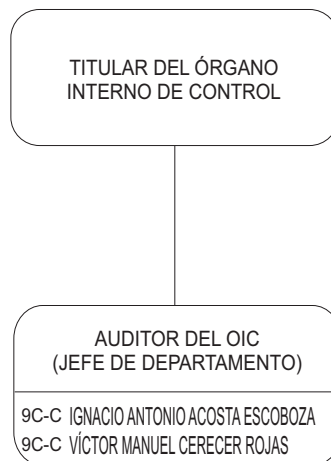 TITULAR DEL ÓRGANO
INTERNO DE CONTROL
AUDITOR DEL OIC
(JEFE DE DEPARTAMENTO)
9C-C IGNACIO ANTONIO ACOSTA ESCOBOZA
9C-C VÍCTOR MANUEL CERECER ROJAS